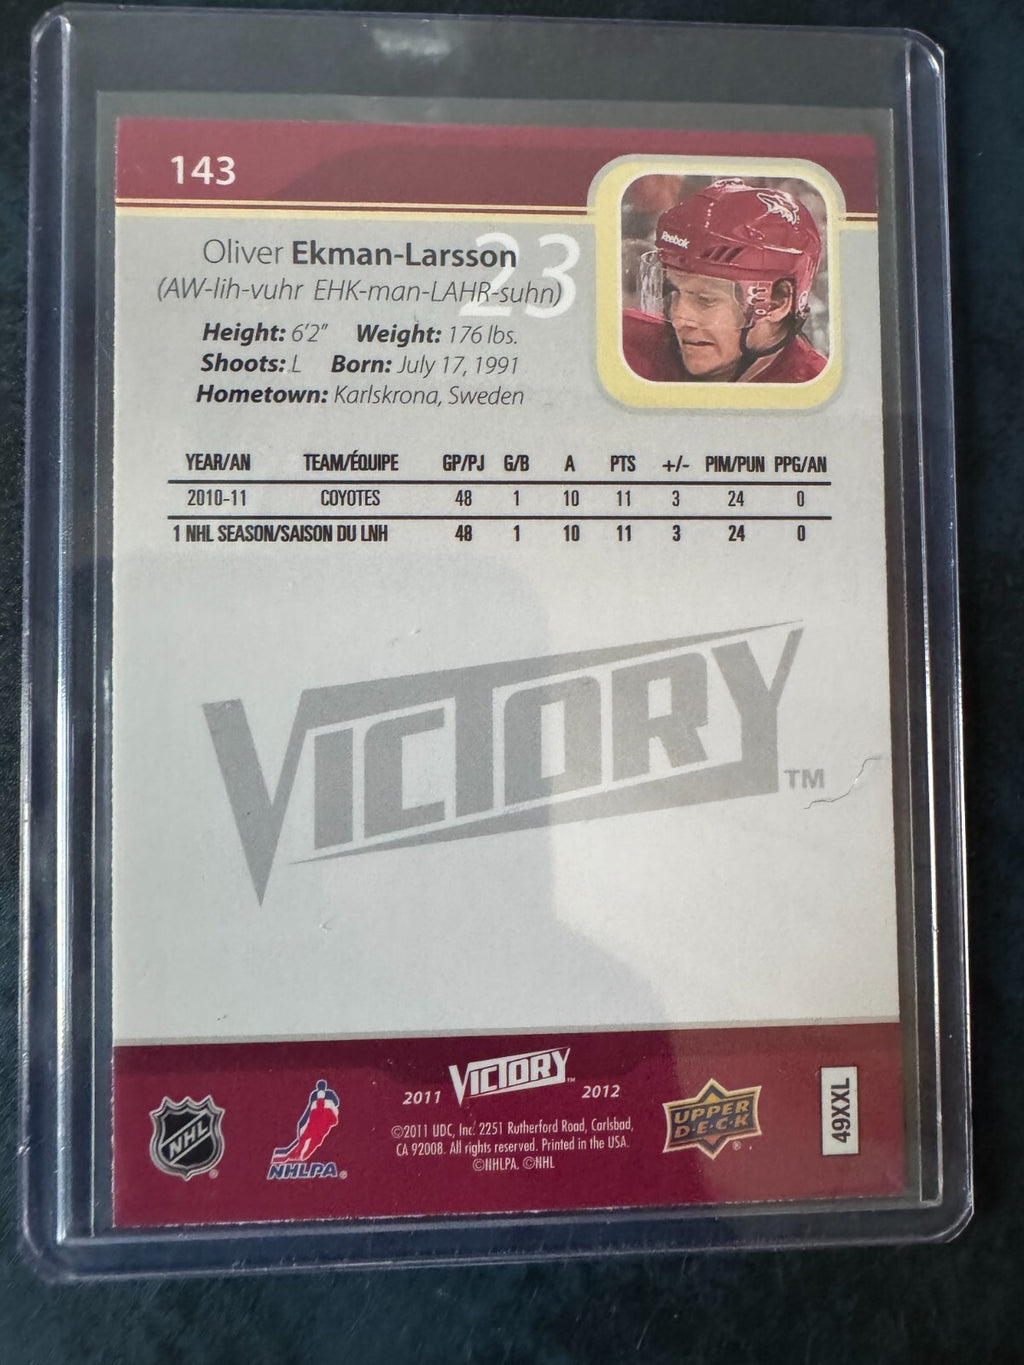 143
Reebok
23
Oliver Ekman-Larsson
(AW-lih-vuhr EHK-man-LAHR-suhn)
Height: 6'2" Weight: 176 lbs.
Shoots: L Born: July 17, 1991
Hometown: Karlskrona, Sweden
YEAR/AN TEAM/ÉQUIPE GP/PJ G/B A PTS +/- PIM/PUN PPG/AN
2010-11 COYOTES 48 1 10 11 3 24 0
1 NHL SEASON/SAISON DU LNH 48 1 10 11 3 24 0
VICTORY TM
2011 VICTORY TM 2012
NHL ®
NHLPA ®
©2011 UDC, Inc. 2251 Rutherford Road, Carlsbad,
CA 92008. All rights reserved. Printed in the USA.
©NHLPA. ©NHL
UPPER
D·E·C·K ®
49XXL